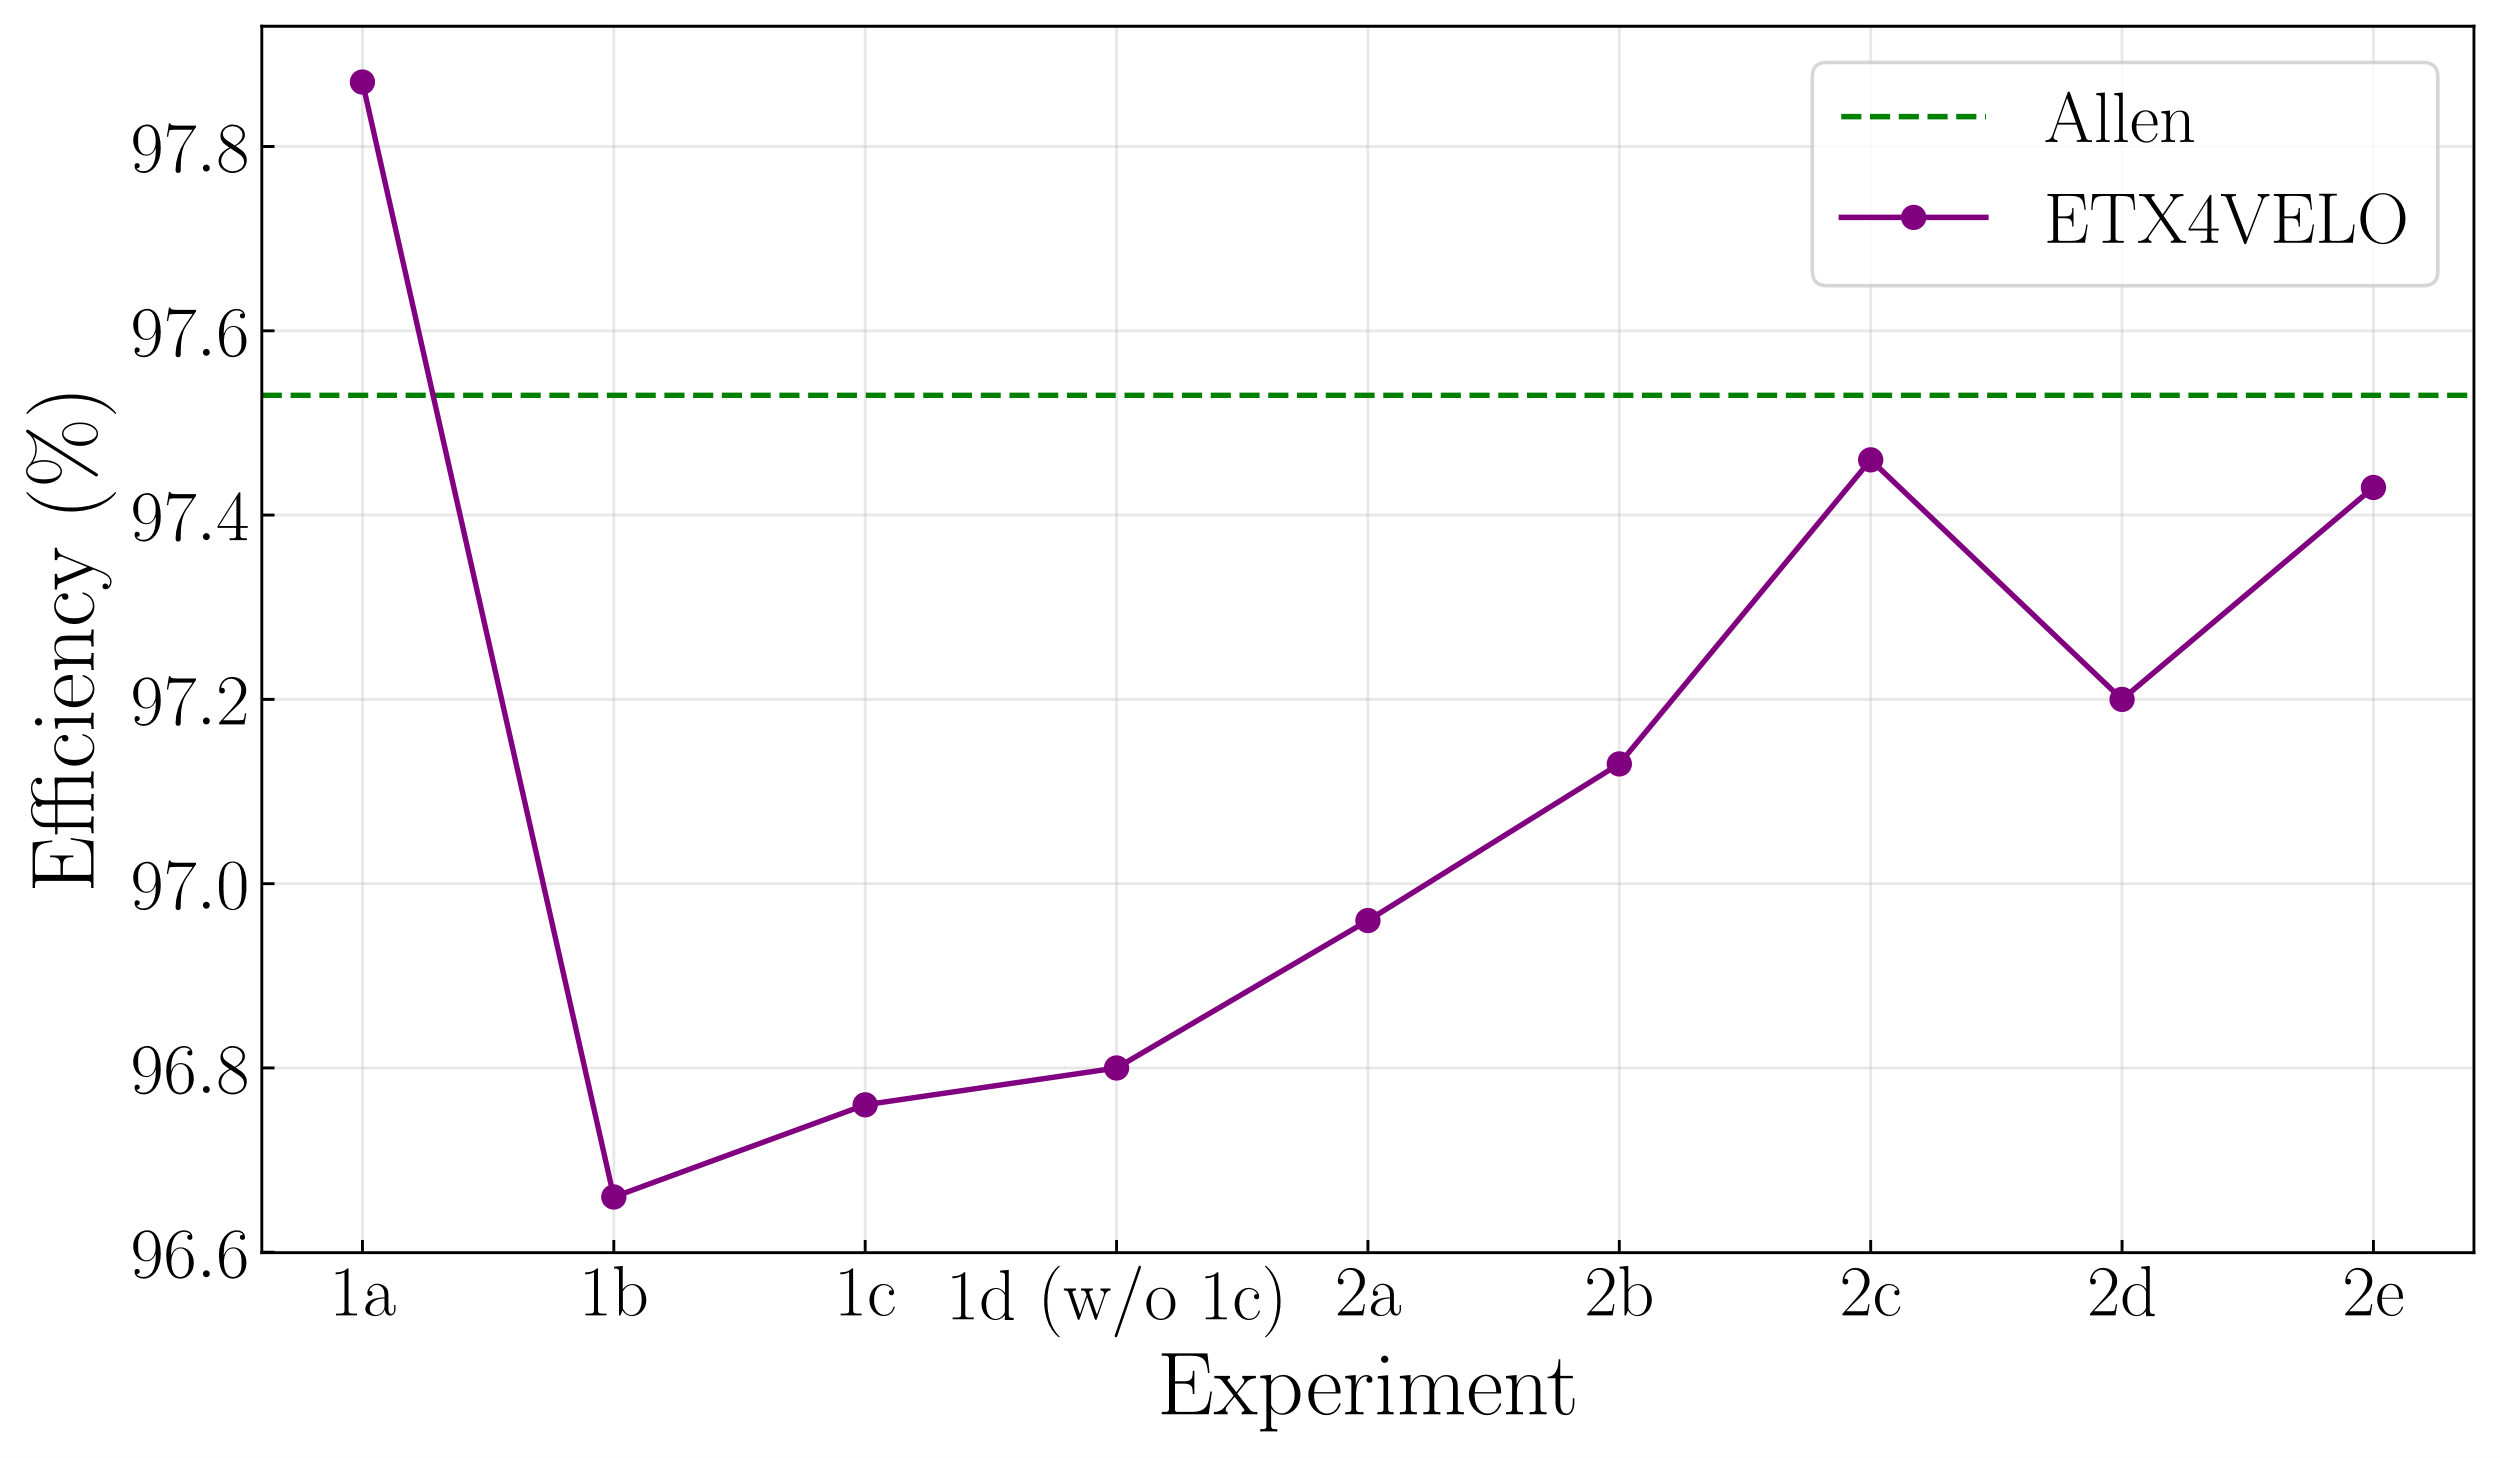 Allen
ETX4VELO
Efficiency (%)
97.8
97.6
97.4
97.2
97.0
96.8
96.6
1a 1b 1c 1d (w/o 1c) 2a 2b 2c 2d 2e
Experiment